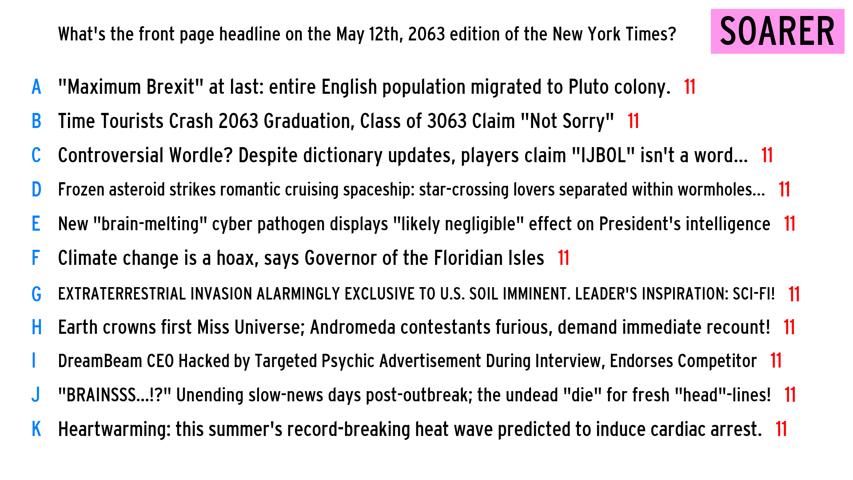 What's the front page headline on the May 12th, 2063 edition of the New York Times?
SOARER
A "Maximum Brexit" at last: entire English population migrated to Pluto colony. 11
B Time Tourists Crash 2063 Graduation, Class of 3063 Claim "Not Sorry" 11
C Controversial Wordle? Despite dictionary updates, players claim "IJBOL" isn't a word... 11
D Frozen asteroid strikes romantic cruising spaceship: star-crossing lovers separated within wormholes... 11
E New "brain-melting" cyber pathogen displays "likely negligible" effect on President's intelligence 11
F Climate change is a hoax, says Governor of the Floridian Isles 11
G EXTRATERRESTRIAL INVASION ALARMINGLY EXCLUSIVE TO U.S. SOIL IMMINENT. LEADER'S INSPIRATION: SCI-FI! 11
H Earth crowns first Miss Universe; Andromeda contestants furious, demand immediate recount! 11
I DreamBeam CEO Hacked by Targeted Psychic Advertisement During Interview, Endorses Competitor 11
J "BRAINSSS...!?" Unending slow-news days post-outbreak; the undead "die" for fresh "head"-lines! 11
K Heartwarming: this summer's record-breaking heat wave predicted to induce cardiac arrest. 11